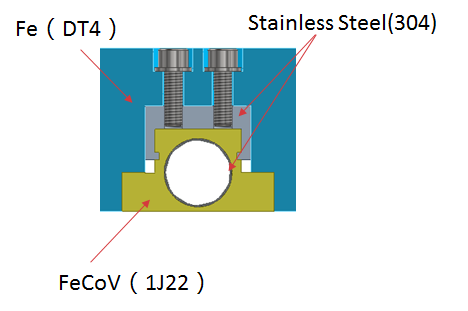 Stainless Steel(304)
Fe（DT4）
FeCoV（1J22）